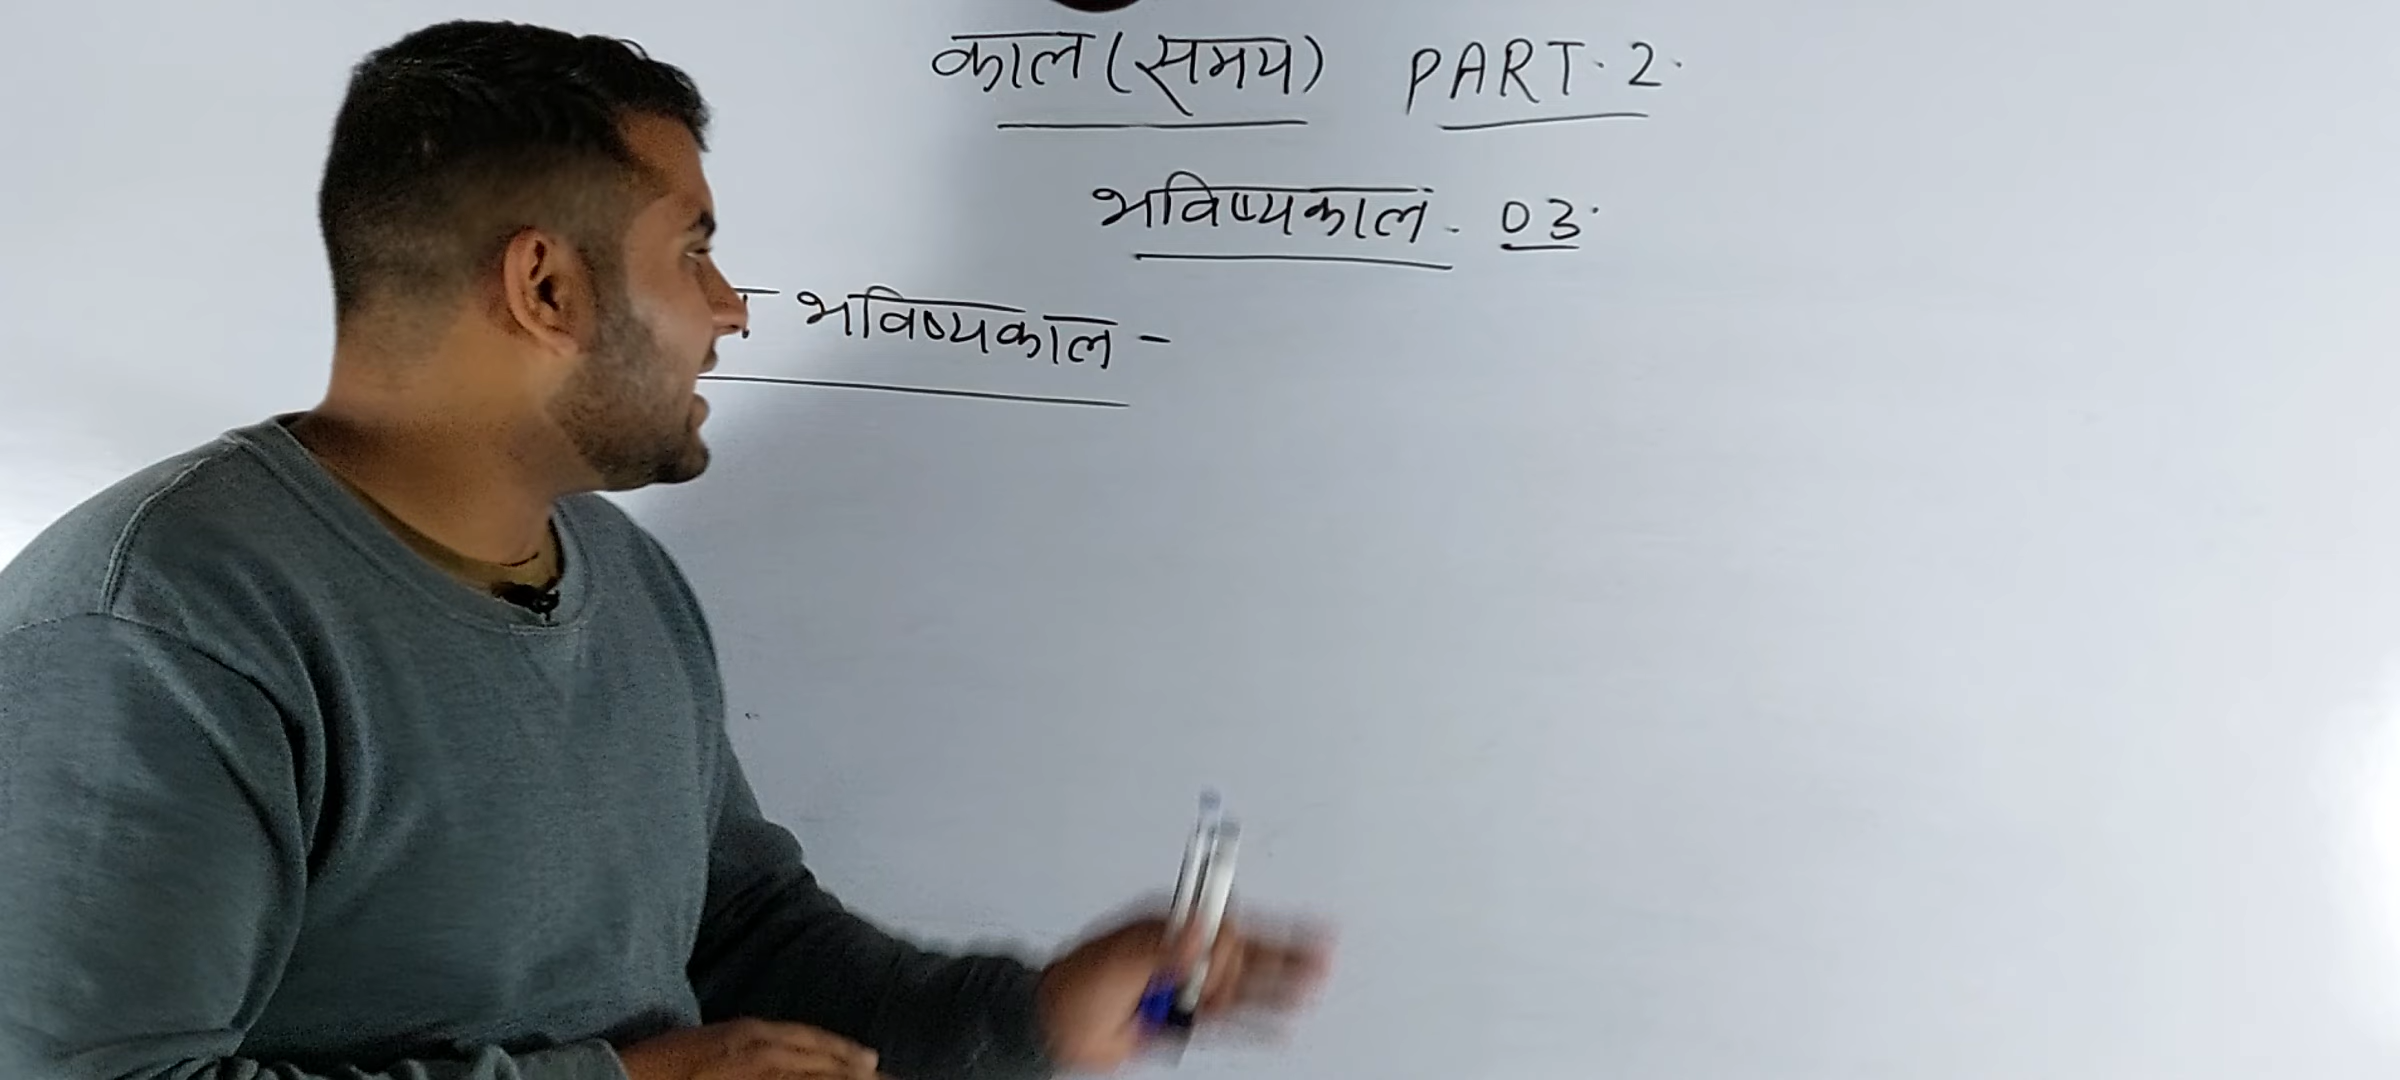 काल (समय) PART. 2.
भविष्यकाल - 03.
भविष्यकाल -